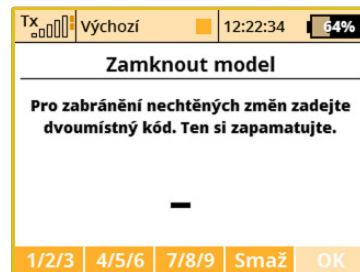 Tx Výchozí 12:22:34 64%
Zamknout model
Pro zabránění nechtěných změn zadejte
dvoumístný kód. Ten si zapamatujte.
–
1/2/3 4/5/6 7/8/9 Smaž OK